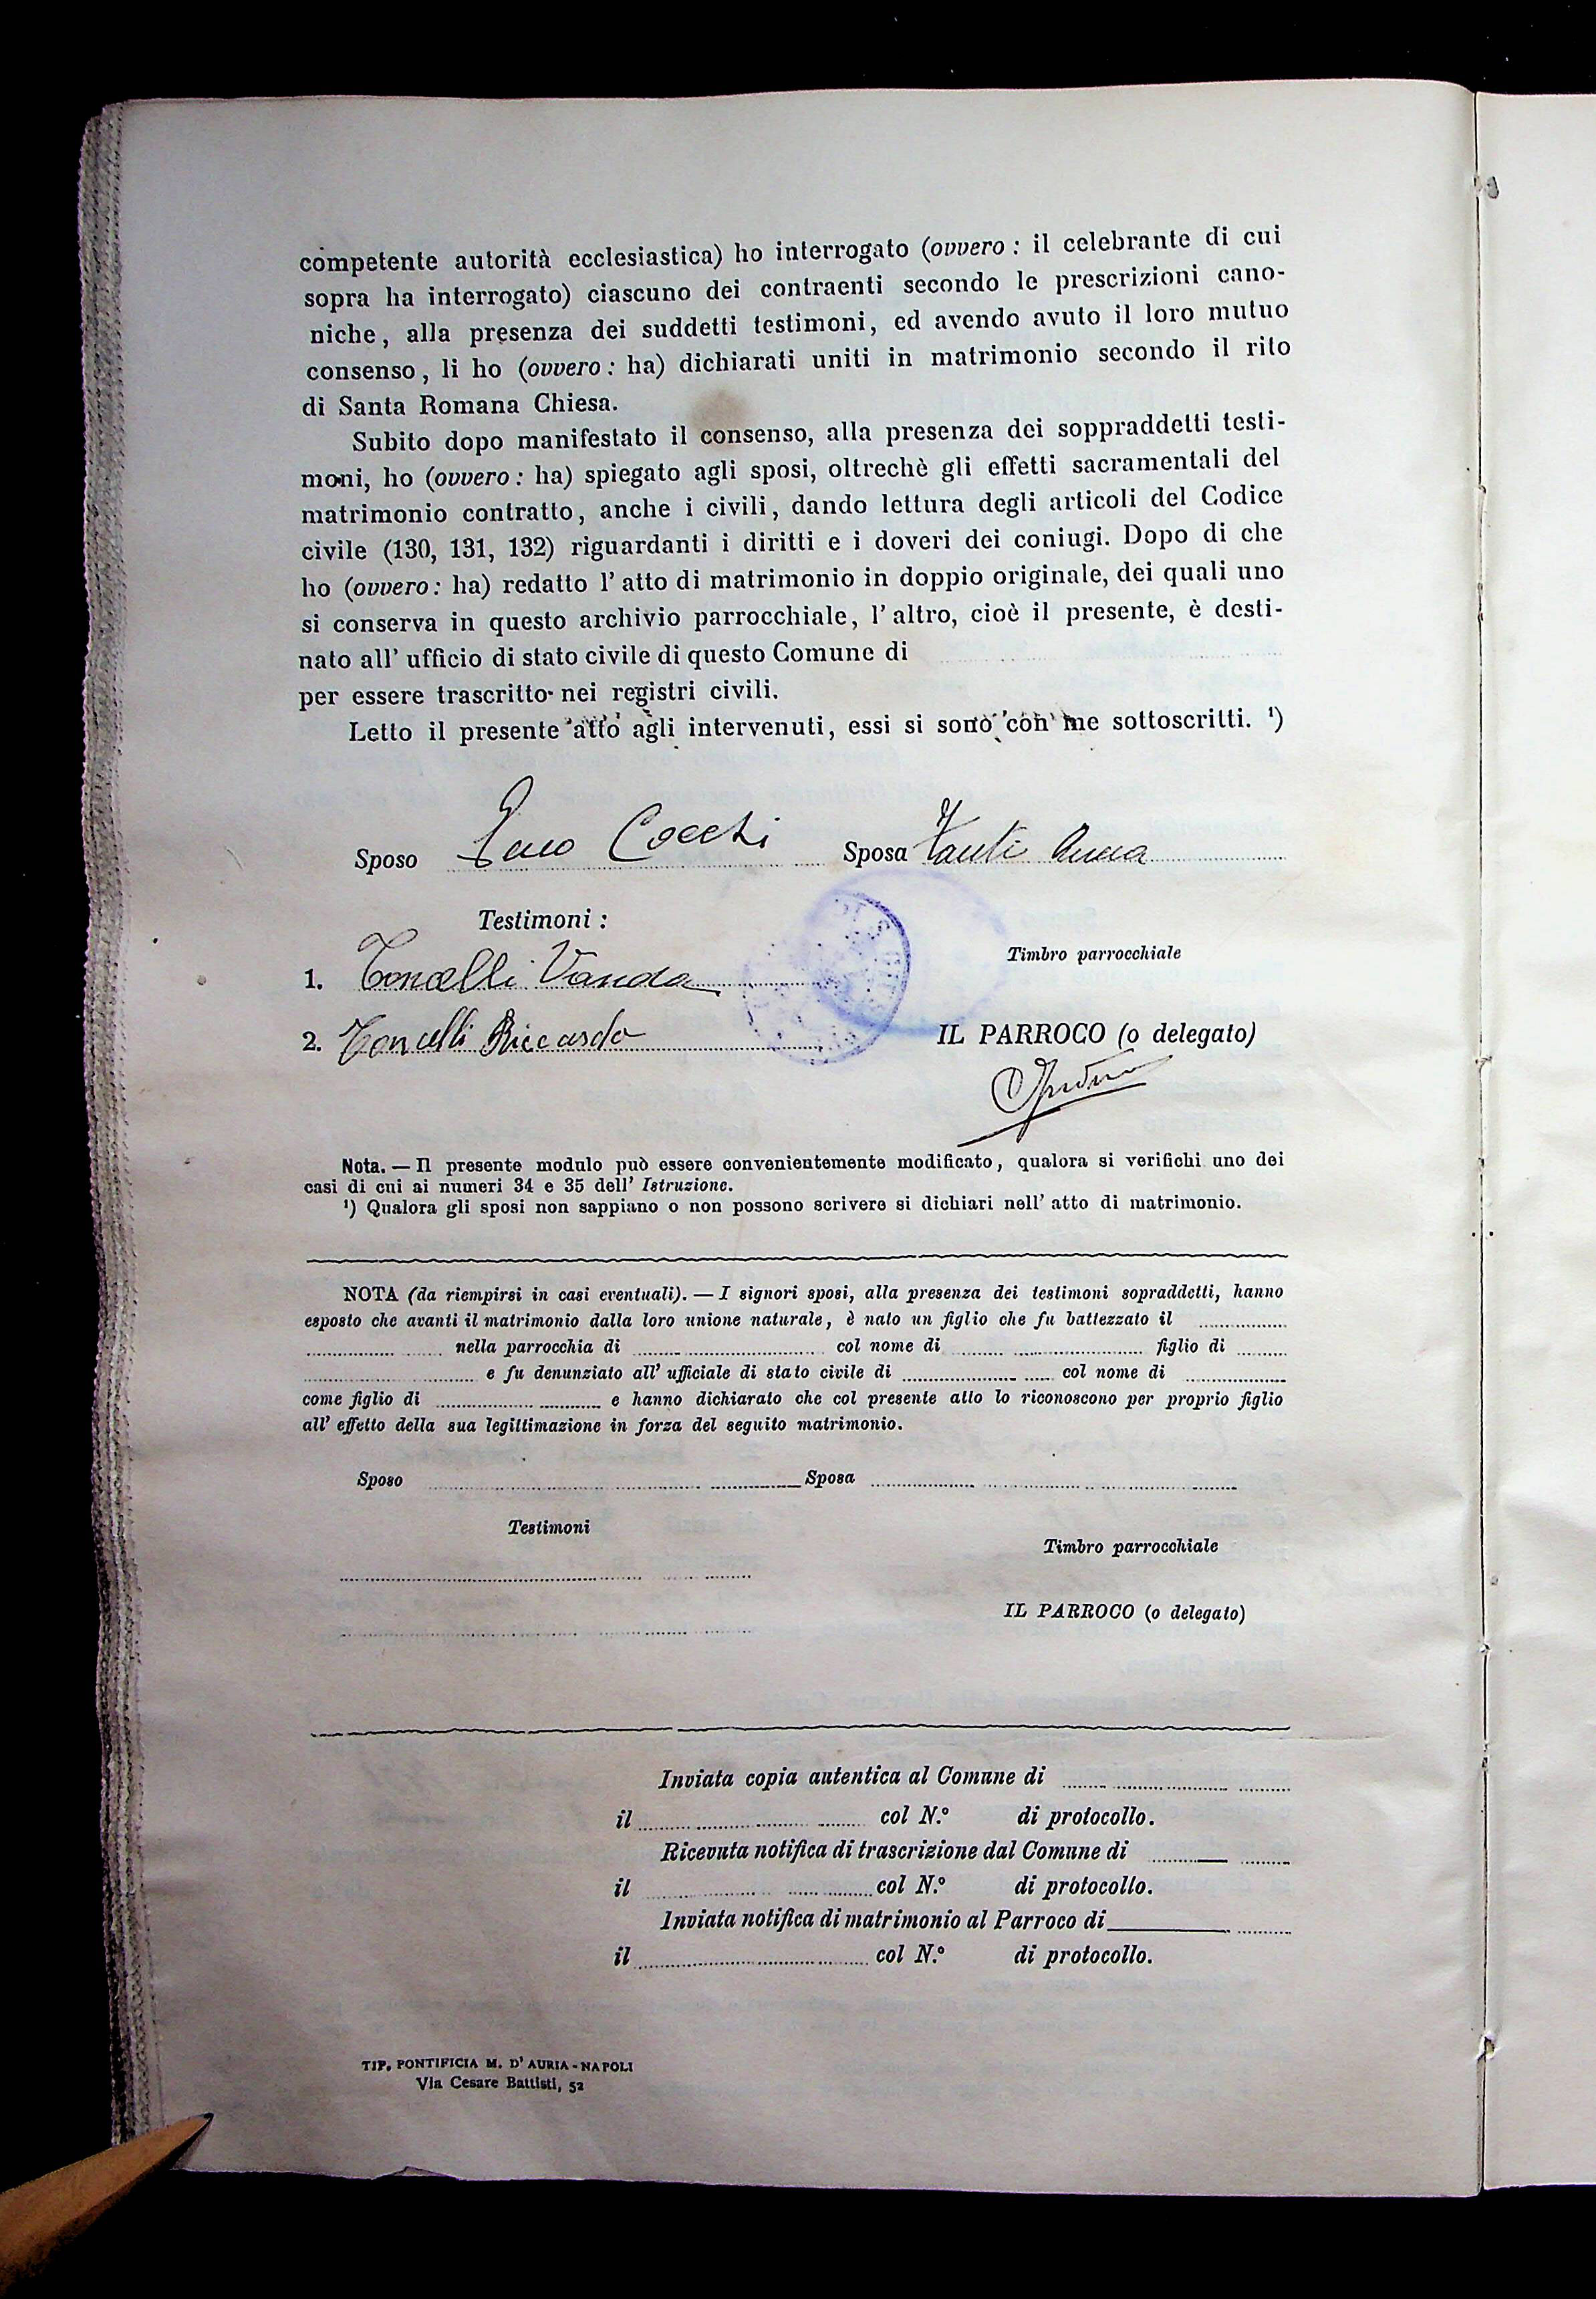 competente autorità ecclesiastica) ho interrogato (ovvero : il celebrante di cui
sopra ha interrogato) ciascuno dei contraenti secondo le prescrizioni cano-
niche, alla presenza dei suddetti testimoni, ed avendo avuto il loro mutuo
consenso, li ho (ovvero : ha) dichiarati uniti in matrimonio secondo il rito
di Santa Romana Chiesa.
Subito dopo manifestato il consenso, alla presenza dei soppraddetti testi-
moni, ho (ovvero : ha) spiegato agli sposi, oltrechè gli effetti sacramentali del
matrimonio contratto, anche i civili, dando lettura degli articoli del Codice
civile (130, 131, 132) riguardanti i diritti e i doveri dei coniugi. Dopo di che
ho (ovvero : ha) redatto l' atto di matrimonio in doppio originale, dei quali uno
si conserva in questo archivio parrocchiale, l' altro, cioè il presente, è desti-
nato all' ufficio di stato civile di questo Comune di
per essere trascritto nei registri civili.
Letto il presente atto agli intervenuti, essi si sono con me sottoscritti. ¹)
Sposo Cocchi Sposa Anna
Testimoni :
Timbro parrocchiale
1. Toncelli Vanda
2. Toncelli Riccardo
IL PARROCO (o delegato)
Nota. — Il presente modulo può essere convenientemente modificato, qualora si verifichi uno dei
casi di cui ai numeri 34 e 35 dell' Istruzione.
¹) Qualora gli sposi non sappiano o non possono scrivere si dichiari nell' atto di matrimonio.
NOTA (da riempirsi in casi eventuali). — I signori sposi, alla presenza dei testimoni sopraddetti, hanno
esposto che avanti il matrimonio dalla loro unione naturale, è nato un figlio che fu battezzato il
nella parrocchia di col nome di figlio di
e fu denunziato all' ufficiale di stato civile di col nome di
come figlio di e hanno dichiarato che col presente atto lo riconoscono per proprio figlio
all' effetto della sua legittimazione in forza del seguito matrimonio.
Sposo Sposa
Testimoni
Timbro parrocchiale
IL PARROCO (o delegato)
Inviata copia autentica al Comune di
il col N.º di protocollo.
Ricevuta notifica di trascrizione dal Comune di
il col N.º di protocollo.
Inviata notifica di matrimonio al Parroco di
il col N.º di protocollo.
TIP. PONTIFICIA M. D' AURIA - NAPOLI
Via Cesare Battisti, 52